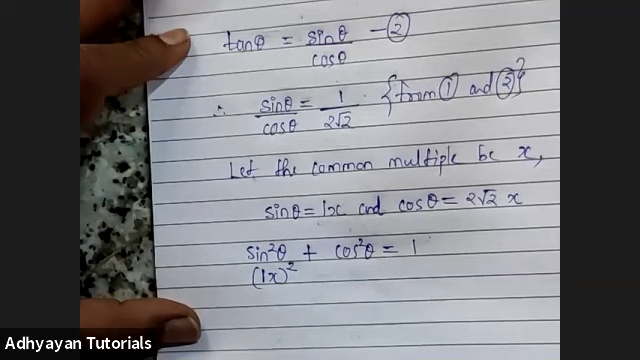 tanθ = sinθ/cosθ — ②
∴ sinθ/cosθ = 1/2√2 {from ① and ②}
Let the common multiple be x,
sinθ = 1x and cosθ = 2√2 x
sin²θ + cos²θ = 1
(1x)²
Adhyayan Tutorials